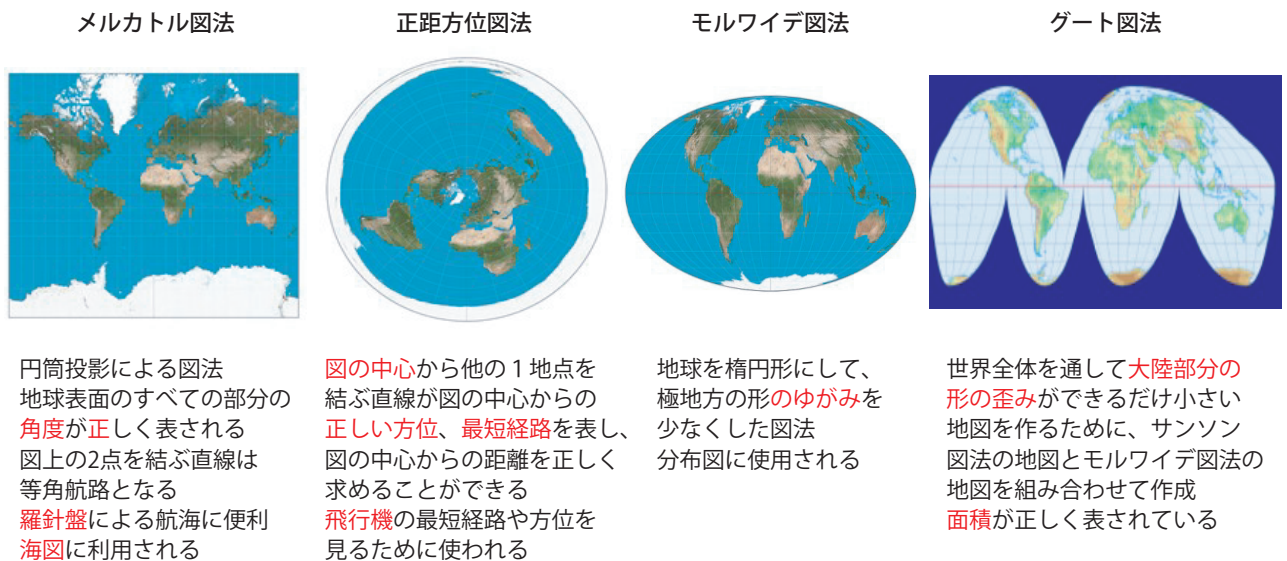 メルカトル図法
正距方位図法
モルワイデ図法
グート図法
円筒投影による図法
地球表面のすべての部分の
角度が正しく表される
図上の2点を結ぶ直線は
等角航路となる
羅針盤による航海に便利
海図に利用される
図の中心から他の１地点を
結ぶ直線が図の中心からの
正しい方位、最短経路を表し、
図の中心からの距離を正しく
求めることができる
飛行機の最短経路や方位を
見るために使われる
地球を楕円形にして、
極地方の形のゆがみを
少なくした図法
分布図に使用される
世界全体を通して大陸部分の
形の歪みができるだけ小さい
地図を作るために、サンソン
図法の地図とモルワイデ図法の
地図を組み合わせて作成
面積が正しく表されている